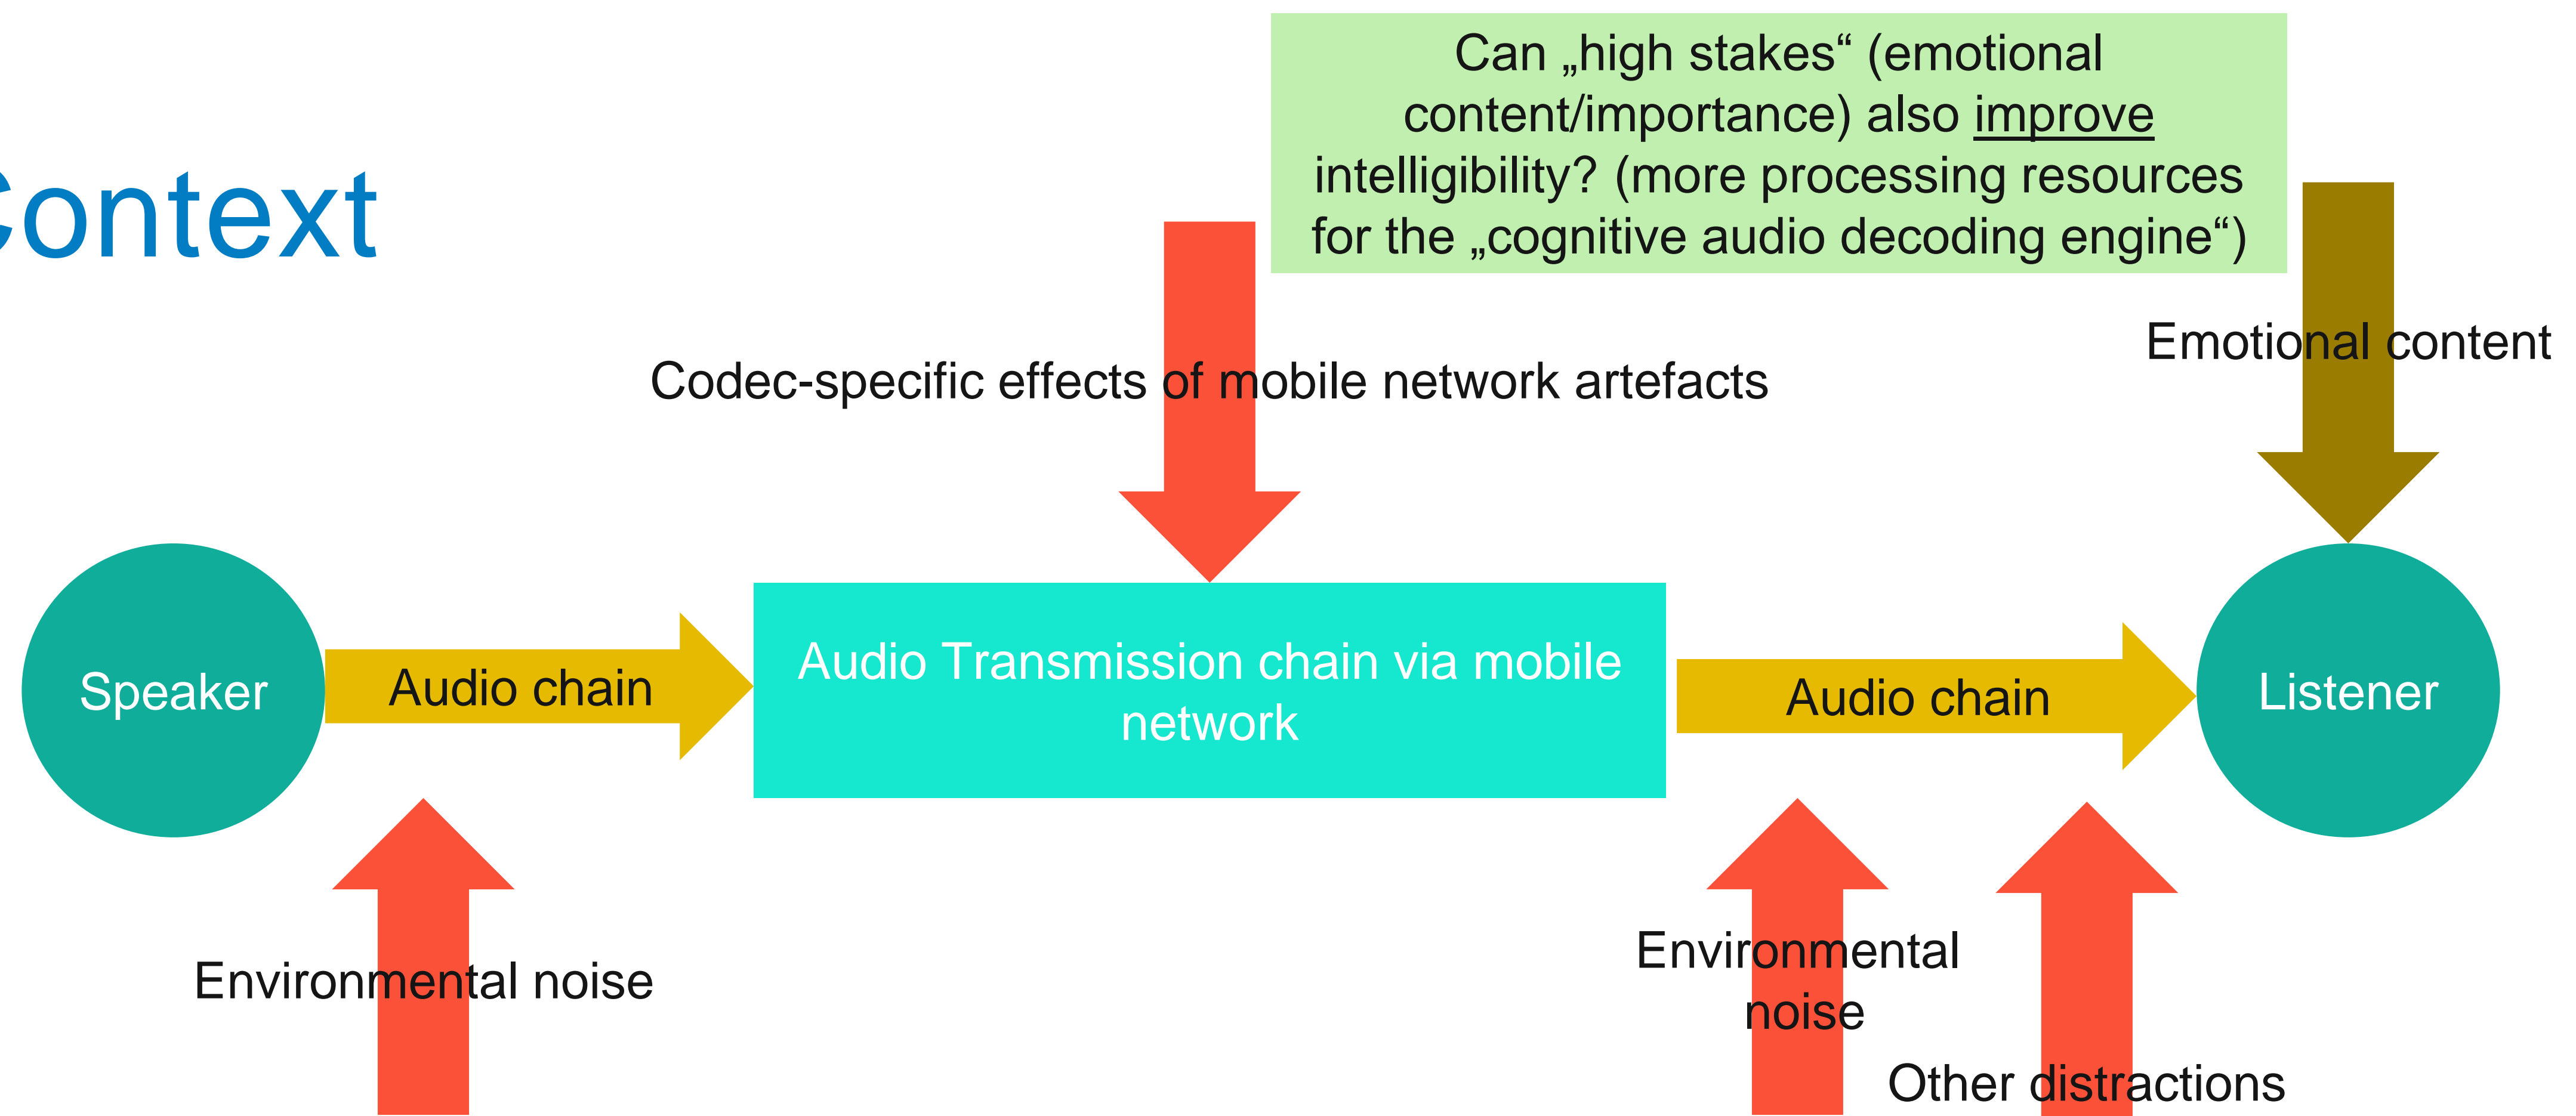 Can „high stakes“ (emotional
content/importance) also improve
intelligibility? (more processing resources
for the „cognitive audio decoding engine“)
Context
Emotional content
Codec-specific effects of mobile network artefacts
Speaker
Audio chain
Audio Transmission chain via mobile
network
Audio chain
Listener
Environmental noise
Environmental
noise
Other distractions